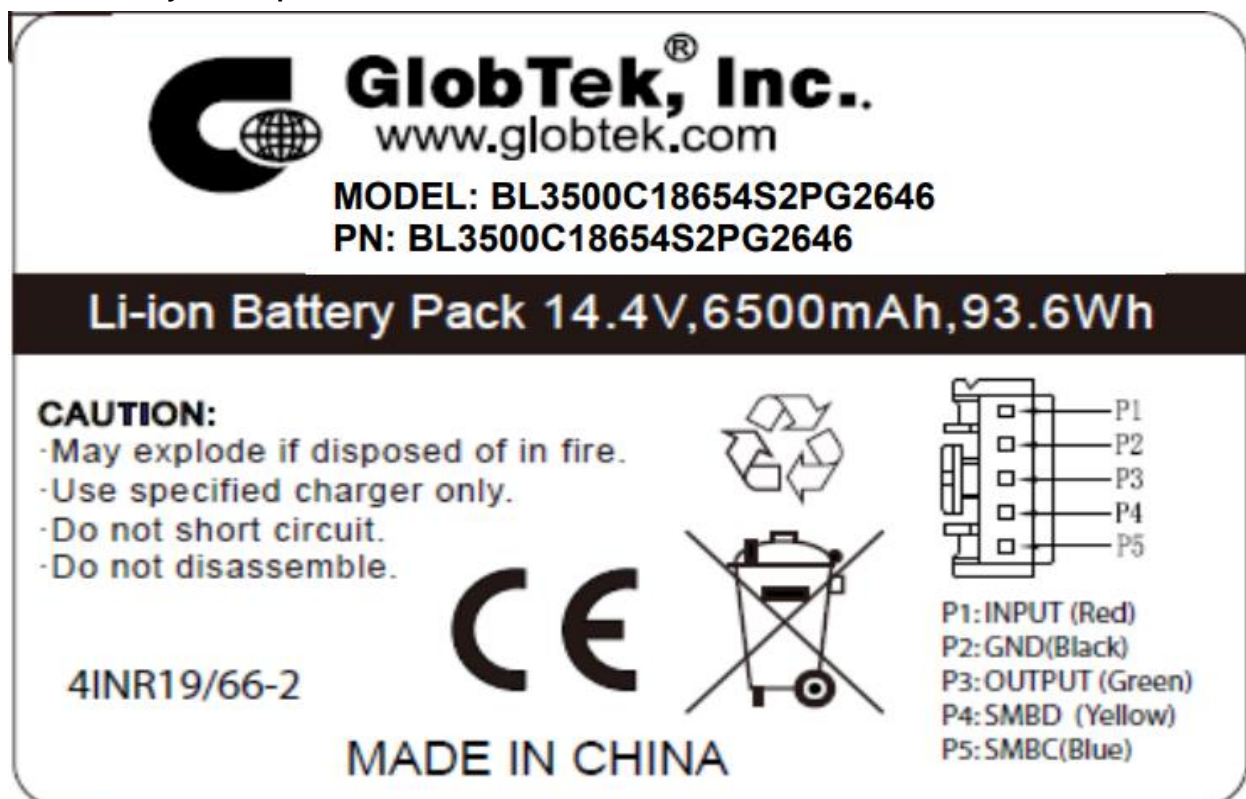 GlobTek,® Inc..
www.globtek.com
MODEL: BL3500C18654S2PG2646
PN: BL3500C18654S2PG2646
Li-ion Battery Pack 14.4V,6500mAh,93.6Wh
CAUTION:
·May explode if disposed of in fire.
·Use specified charger only.
·Do not short circuit.
·Do not disassemble.
CE
4INR19/66-2
MADE IN CHINA
P1
P2
P3
P4
P5
P1:INPUT (Red)
P2:GND(Black)
P3:OUTPUT (Green)
P4:SMBD (Yellow)
P5:SMBC(Blue)